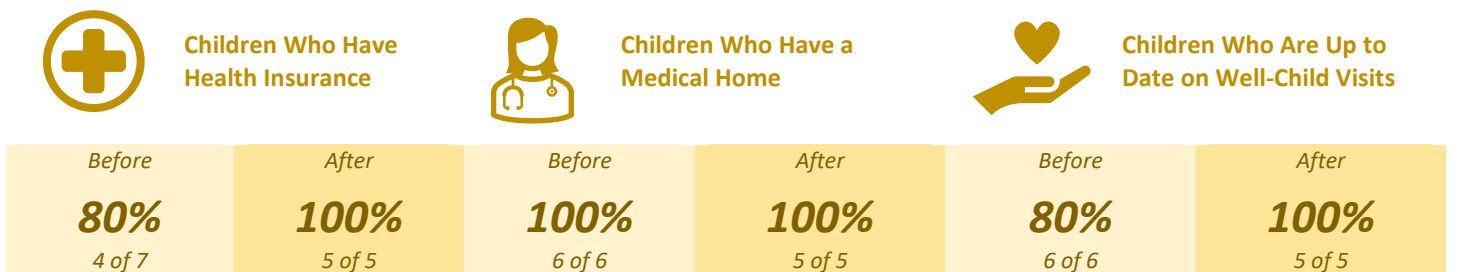 Children Who Have
Health Insurance
Children Who Have a
Medical Home
Children Who Are Up to
Date on Well-Child Visits
Before
After
Before
After
Before
After
80%
100%
100%
100%
80%
100%
4 of 7
5 of 5
6 of 6
5 of 5
6 of 6
5 of 5